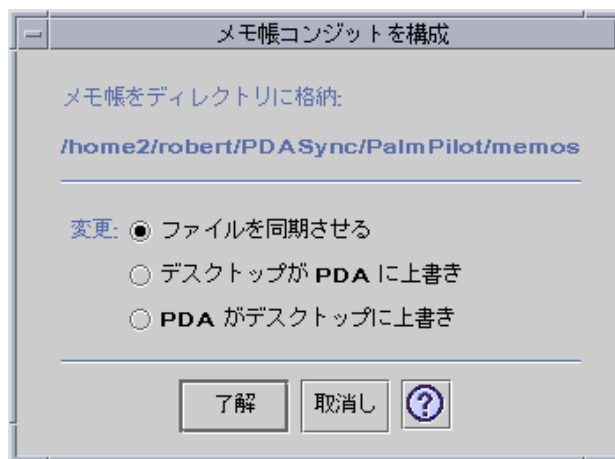 メモ帳コンジットを構成
メモ帳をディレクトリに格納:
/home2/robert/PDASync/PalmPilot/memos
変更: ファイルを同期させる
デスクトップが PDA に上書き
PDA がデスクトップに上書き
了解 取消し ?